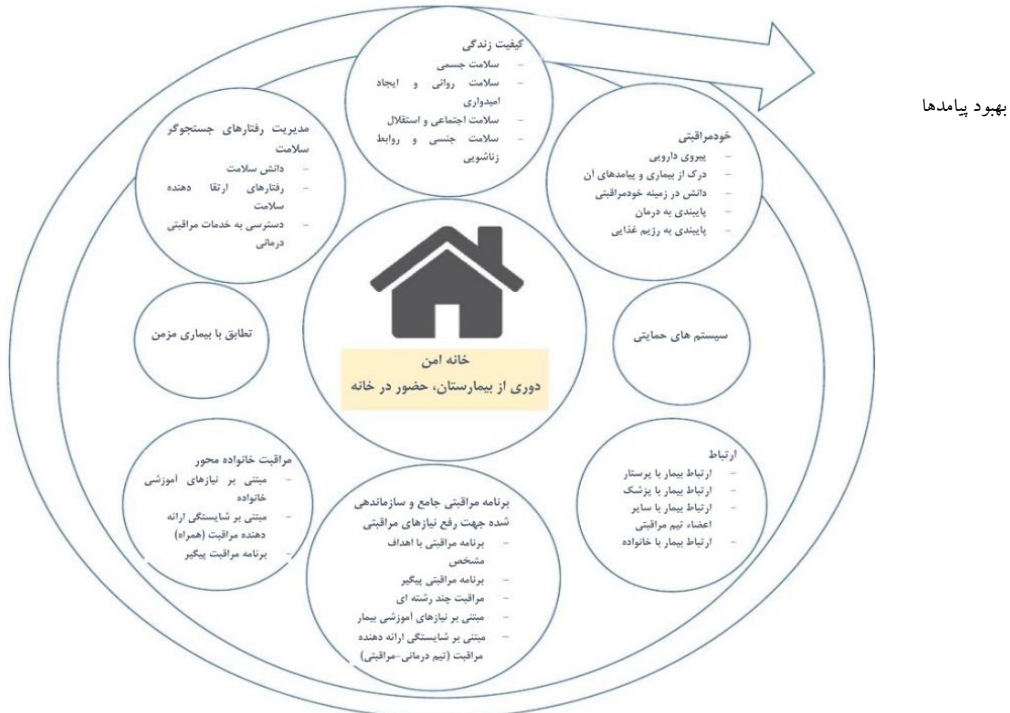 کیفیت زندگی
- سلامت جسمی
- سلامت روانی و ایجاد
امیدواری
- سلامت اجتماعی و استقلال
- سلامت جنسی و روابط
زناشویی
بهبود پیامدها
خودمراقبتی
- پیروی دارویی
- درک از بیماری و پیامدهای آن
- دانش در زمینه خودمراقبتی
- پایبندی به درمان
- پایبندی به رژیم غذایی
مدیریت رفتارهای جستجوگر
سلامت
- دانش سلامت
- رفتارهای ارتقا دهنده
سلامت
- دسترسی به خدمات مراقبتی
درمانی
سیستم های حمایتی
خانه امن
دوری از بیمارستان، حضور در خانه
تطابق با بیماری مزمن
ارتباط
- ارتباط بیمار با پرستار
- ارتباط بیمار با پزشک
- ارتباط بیمار با سایر
اعضاء تیم مراقبتی
- ارتباط بیمار با خانواده
برنامه مراقبتی جامع و سازماندهی
شده جهت رفع نیازهای مراقبتی
- برنامه مراقبتی با اهداف
مشخص
- برنامه مراقبتی پیگیر
- مراقبت چند رشته ای
- مبتنی بر نیازهای آموزشی بیمار
- مبتنی بر شایستگی ارائه دهنده
مراقبت (تیم درمانی-مراقبتی)
مراقبت خانواده محور
- مبتنی بر نیازهای آموزشی
خانواده
- مبتنی بر شایستگی ارائه
دهنده مراقبت (همراه)
- برنامه مراقبت پیگیر